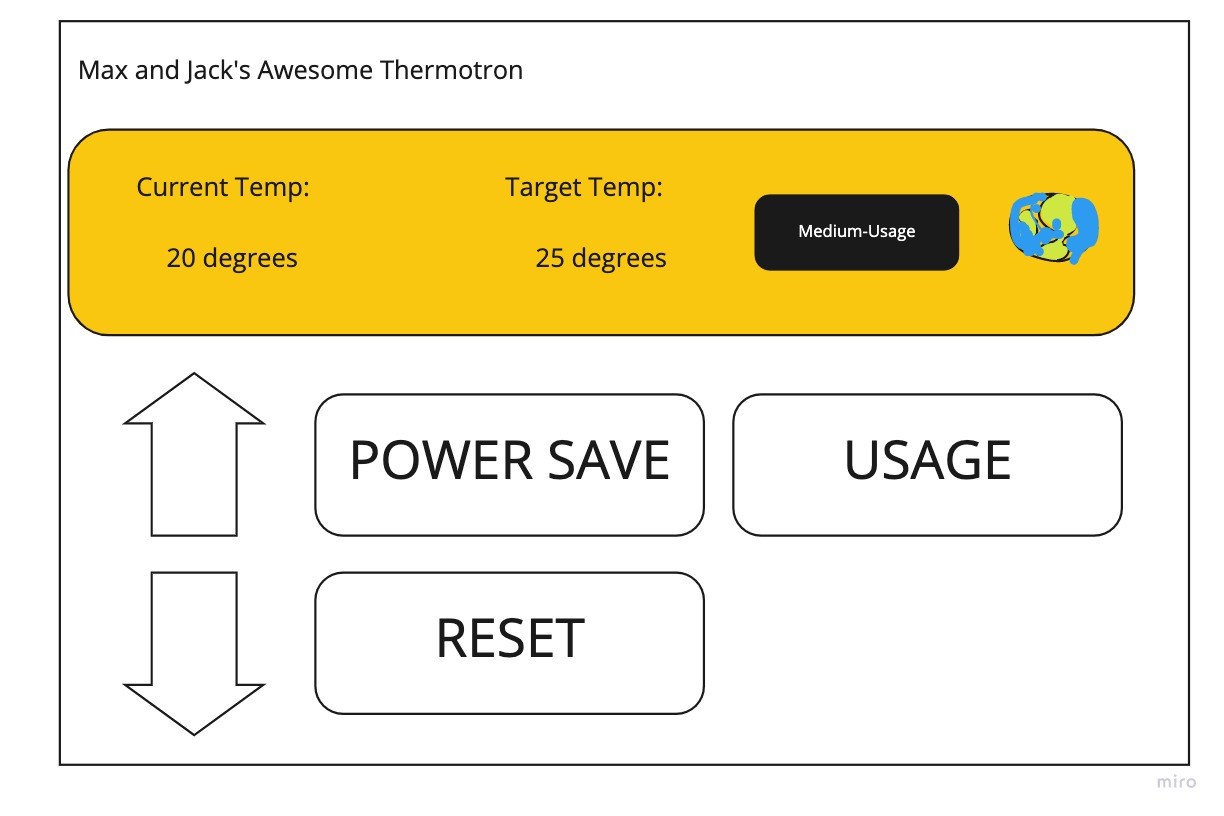 Max and Jack's Awesome Thermotron
Current Temp:
20 degrees
Target Temp:
25 degrees
Medium-Usage
POWER SAVE
USAGE
RESET
miro